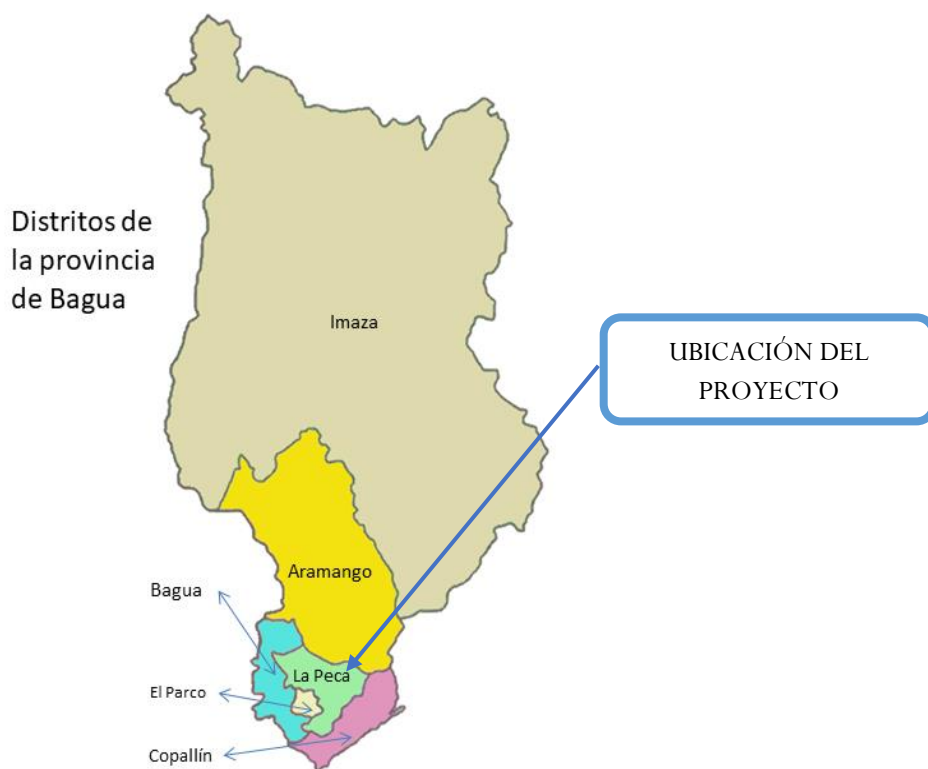 Distritos de
la provincia
de Bagua
Imaza
UBICACIÓN DEL
PROYECTO
Aramango
Bagua
La Peca
El Parco
Copallín